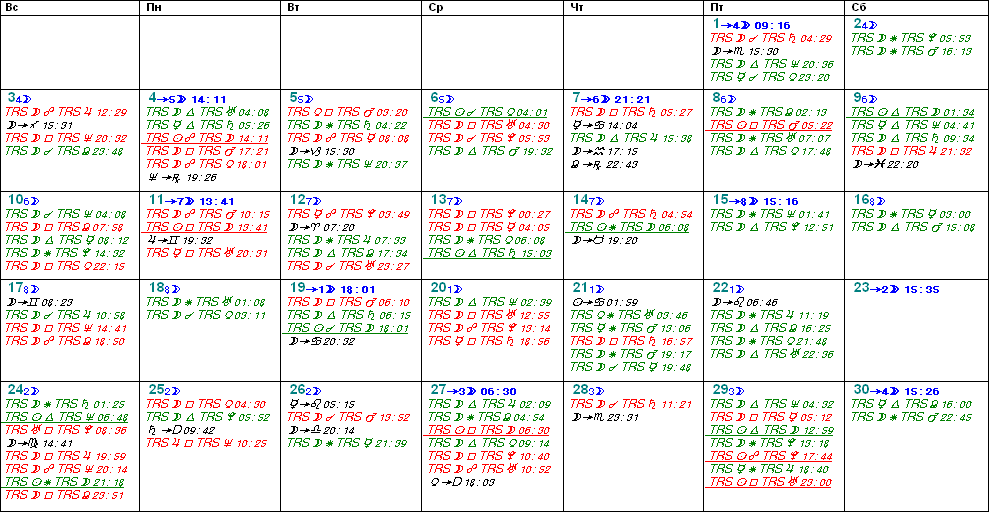 Вс
Пн
Вт
Ср
Чт
Пт
Сб
1→4☽ 09:16
TRS ☽ ☌ TRS ♄ 04:29
☽→♏ 15:30
TRS ☽ △ TRS ♆ 20:36
TRS ☿ ☌ TRS ♀ 23:20
2 4☽
TRS ☽ ⚹ TRS ♇ 05:53
TRS ☽ ⚹ TRS ♂ 16:13
3 4☽
TRS ☽ ☍ TRS ♃ 12:29
☽→♐ 15:31
TRS ☽ □ TRS ♆ 20:32
TRS ☽ ☌ TRS ☊ 23:48
4→5☽ 14:11
TRS ☽ △ TRS ♅ 04:08
TRS ☿ △ TRS ♄ 05:26
TRS ☉ ☍ TRS ☽ 14:11
TRS ☽ □ TRS ♂ 17:21
TRS ☽ ☍ TRS ♀ 18:01
♆→℞ 19:26
5 5☽
TRS ♀ □ TRS ♂ 03:20
TRS ☽ ⚹ TRS ♄ 04:22
TRS ☽ ☍ TRS ☿ 08:08
☽→♑ 15:30
TRS ☽ ⚹ TRS ♆ 20:37
6 5☽
TRS ☉ ☌ TRS ♀ 04:01
TRS ☽ □ TRS ♅ 04:30
TRS ☽ ☌ TRS ♇ 05:53
TRS ☽ △ TRS ♂ 19:32
7→6☽ 21:21
TRS ☽ □ TRS ♄ 05:27
☿→♋ 14:04
TRS ☽ △ TRS ♃ 15:38
☽→♒ 17:15
☊→℞ 22:43
8 6☽
TRS ☽ ⚹ TRS ☊ 02:13
TRS ☉ □ TRS ♂ 05:22
TRS ☽ ⚹ TRS ♅ 07:07
TRS ☽ △ TRS ♀ 17:48
9 6☽
TRS ☉ △ TRS ☽ 01:34
TRS ☿ △ TRS ♆ 04:41
TRS ☽ △ TRS ♄ 09:34
TRS ☽ □ TRS ♃ 21:32
☽→♓ 22:20
10 6☽
TRS ☽ ☌ TRS ♆ 04:08
TRS ☽ □ TRS ☊ 07:58
TRS ☽ △ TRS ☿ 08:12
TRS ☽ ⚹ TRS ♇ 14:32
TRS ☽ □ TRS ♀ 22:15
11→7☽ 13:41
TRS ☽ ☍ TRS ♂ 10:15
TRS ☉ □ TRS ☽ 13:41
♃→♊ 19:32
TRS ☿ □ TRS ♅ 20:31
12 7☽
TRS ☿ ☍ TRS ♇ 03:49
☽→♈ 07:20
TRS ☽ ⚹ TRS ♃ 07:33
TRS ☽ △ TRS ☊ 17:34
TRS ☽ ☌ TRS ♅ 23:27
13 7☽
TRS ☽ □ TRS ♇ 00:27
TRS ☽ □ TRS ☿ 04:05
TRS ☽ ⚹ TRS ♀ 06:08
TRS ☉ △ TRS ♄ 15:03
14 7☽
TRS ☽ ☍ TRS ♄ 04:54
TRS ☉ ⚹ TRS ☽ 06:08
☽→♉ 19:20
15→8☽ 15:16
TRS ☽ ⚹ TRS ♆ 01:41
TRS ☽ △ TRS ♇ 12:51
16 8☽
TRS ☽ ⚹ TRS ☿ 03:00
TRS ☽ △ TRS ♂ 15:08
17 8☽
☽→♊ 08:23
TRS ☽ ☌ TRS ♃ 10:58
TRS ☽ □ TRS ♆ 14:41
TRS ☽ ☍ TRS ☊ 18:50
18 8☽
TRS ☽ ⚹ TRS ♅ 01:08
TRS ☽ ☌ TRS ♀ 03:11
19→1☽ 18:01
TRS ☽ □ TRS ♂ 06:10
TRS ☽ △ TRS ♄ 06:15
TRS ☉ ☌ TRS ☽ 18:01
☽→♋ 20:32
20 1☽
TRS ☽ △ TRS ♆ 02:39
TRS ☽ □ TRS ♅ 12:55
TRS ☽ ☍ TRS ♇ 13:14
TRS ☿ □ TRS ♄ 18:56
21 1☽
☉→♋ 01:59
TRS ♀ ⚹ TRS ♅ 03:46
TRS ☿ ⚹ TRS ♂ 13:06
TRS ☽ □ TRS ♄ 16:57
TRS ☽ ⚹ TRS ♂ 19:17
TRS ☽ ☌ TRS ☿ 19:48
22 1☽
☽→♌ 06:46
TRS ☽ ⚹ TRS ♃ 11:19
TRS ☽ △ TRS ☊ 16:25
TRS ☽ ⚹ TRS ♀ 21:48
TRS ☽ △ TRS ♅ 22:36
23→2☽ 15:35
24 2☽
TRS ☽ ⚹ TRS ♄ 01:25
TRS ☉ △ TRS ♆ 06:48
TRS ♅ □ TRS ♇ 08:36
☽→♍ 14:41
TRS ☽ □ TRS ♃ 19:59
TRS ☽ ☍ TRS ♆ 20:14
TRS ☉ ⚹ TRS ☽ 21:18
TRS ☽ □ TRS ☊ 23:51
25 2☽
TRS ☽ □ TRS ♀ 04:30
TRS ☽ △ TRS ♇ 05:52
♄→D 09:42
TRS ♃ □ TRS ♆ 10:25
26 2☽
☿→♌ 05:15
TRS ☽ ☌ TRS ♂ 13:52
☽→♎ 20:14
TRS ☽ ⚹ TRS ☿ 21:39
27→3☽ 06:30
TRS ☽ △ TRS ♃ 02:09
TRS ☽ ⚹ TRS ☊ 04:54
TRS ☉ □ TRS ☽ 06:30
TRS ☽ △ TRS ♀ 09:14
TRS ☽ □ TRS ♇ 10:40
TRS ☽ ☍ TRS ♅ 10:52
♀→D 18:03
28 3☽
TRS ☽ ☌ TRS ♄ 11:21
☽→♏ 23:31
29 3☽
TRS ☽ △ TRS ♆ 04:32
TRS ☽ □ TRS ☿ 05:12
TRS ☉ △ TRS ☽ 12:59
TRS ☽ ⚹ TRS ♇ 13:18
TRS ☉ ☍ TRS ♇ 17:44
TRS ☿ ⚹ TRS ♃ 18:40
TRS ☉ □ TRS ♅ 23:00
30→4☽ 15:26
TRS ☿ △ TRS ☊ 16:00
TRS ☽ ⚹ TRS ♂ 22:45